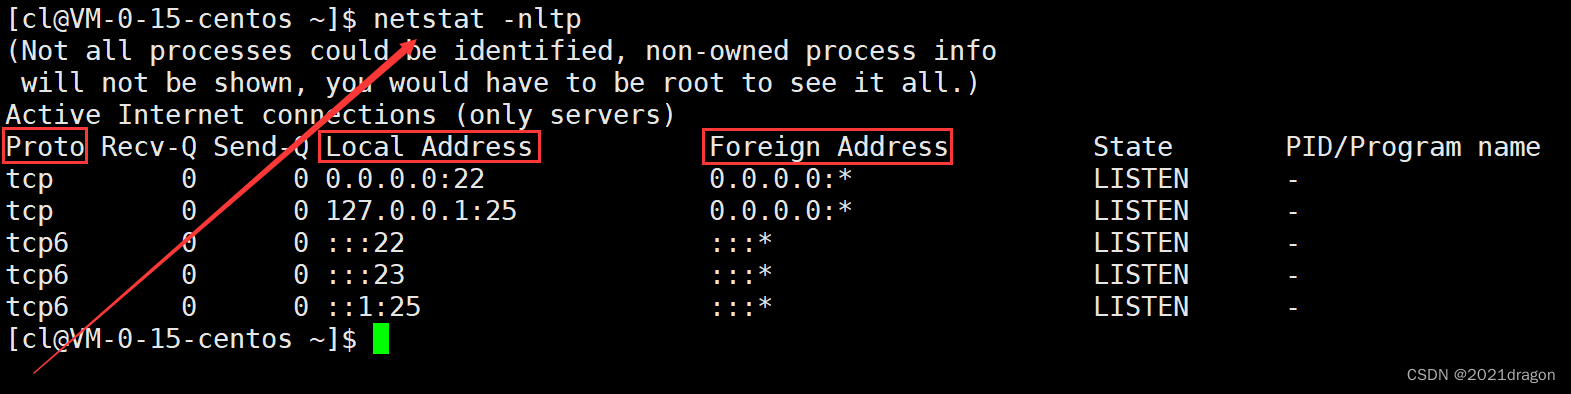 [cl@VM-0-15-centos ~]$ netstat -nltp
(Not all processes could be identified, non-owned process info
 will not be shown, you would have to be root to see it all.)
Active Internet connections (only servers)
Proto Recv-Q Send-Q Local Address           Foreign Address         State       PID/Program name
tcp        0      0 0.0.0.0:22              0.0.0.0:*               LISTEN      -
tcp        0      0 127.0.0.1:25            0.0.0.0:*               LISTEN      -
tcp6       0      0 :::22                   :::*                    LISTEN      -
tcp6       0      0 :::23                   :::*                    LISTEN      -
tcp6       0      0 ::1:25                  :::*                    LISTEN      -
[cl@VM-0-15-centos ~]$
CSDN @2021dragon